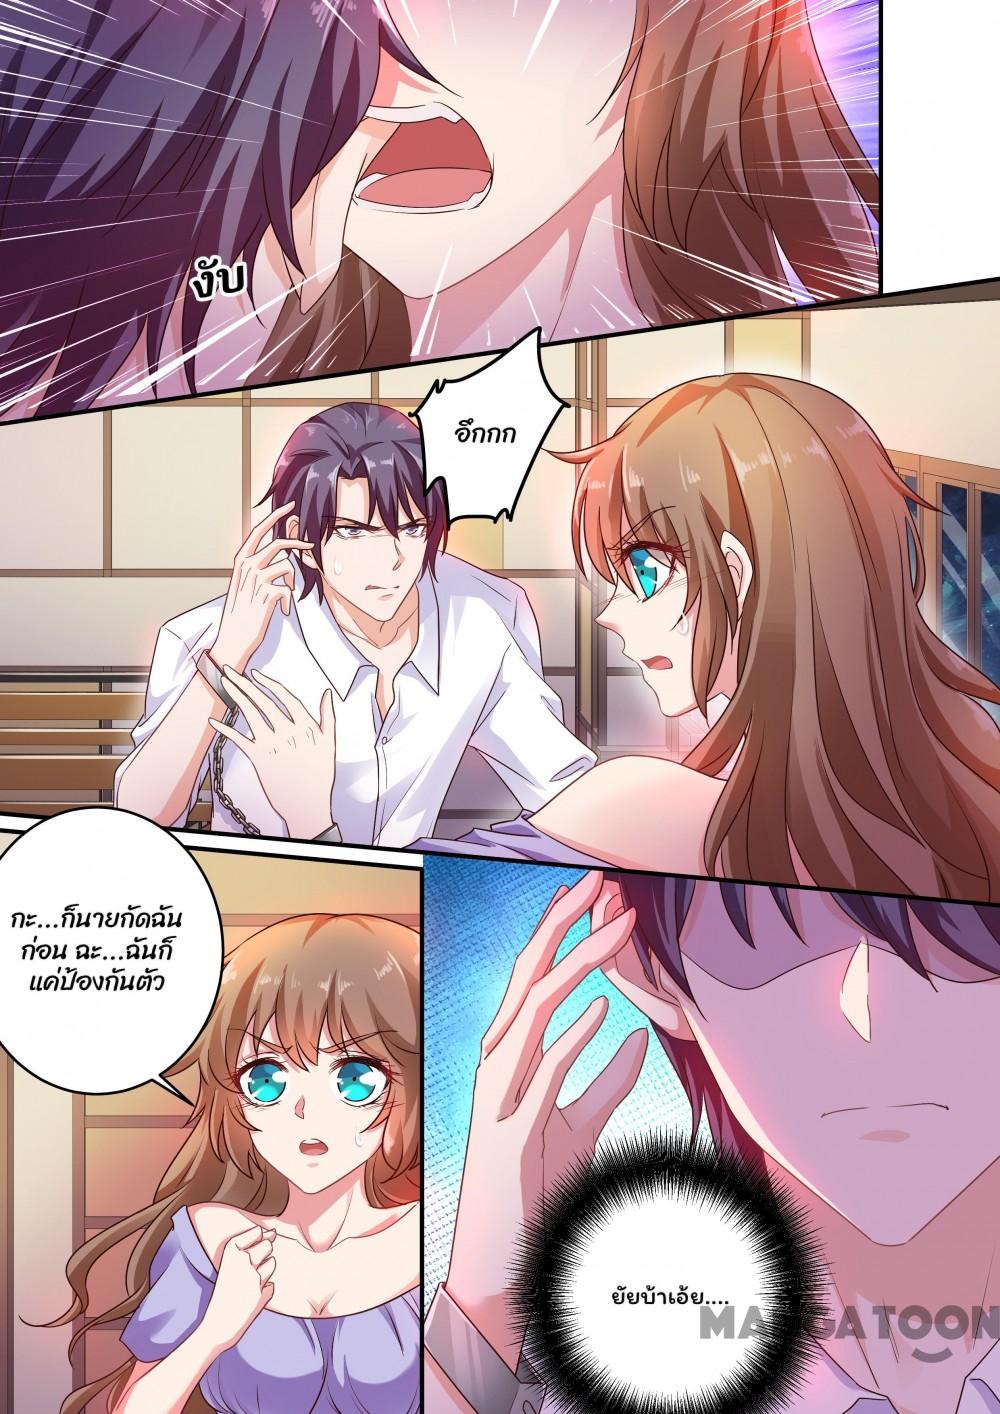 งับ
อึกกก
กะ...ก็นายกัดฉัน
ก่อน ฉะ...ฉันก็
แค่ป้องกันตัว
ยัยบ้าเอ้ย....
MANGATOON